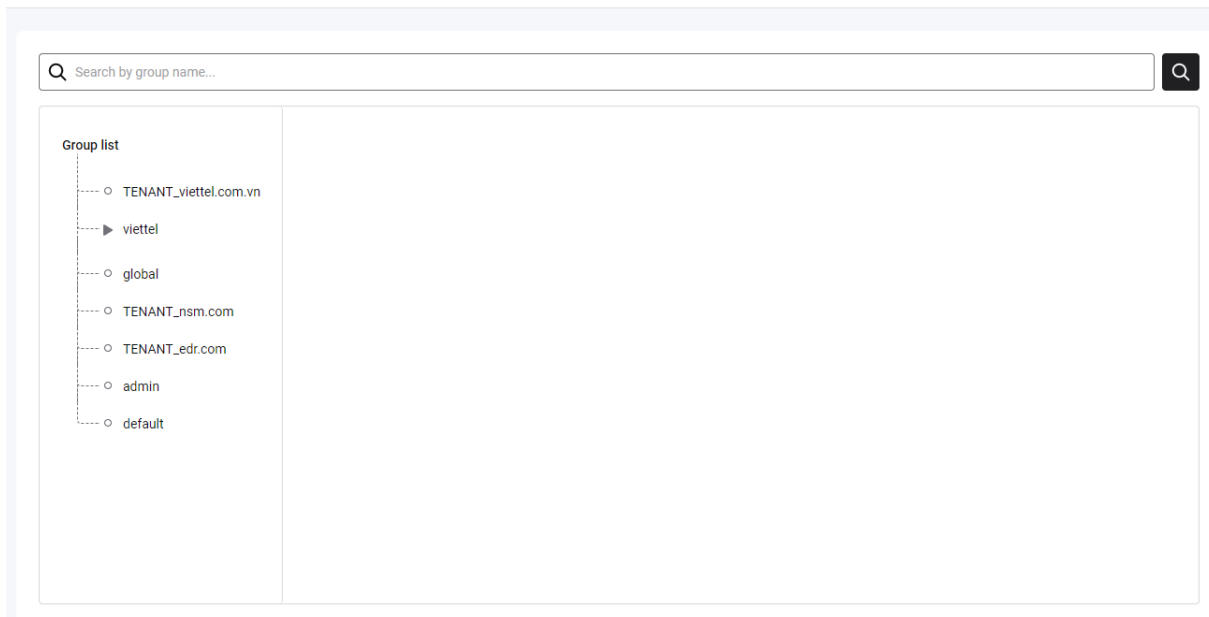 Search by group name...
Group list
TENANT_viettel.com.vn
viettel
global
TENANT_nsm.com
TENANT_edr.com
admin
default